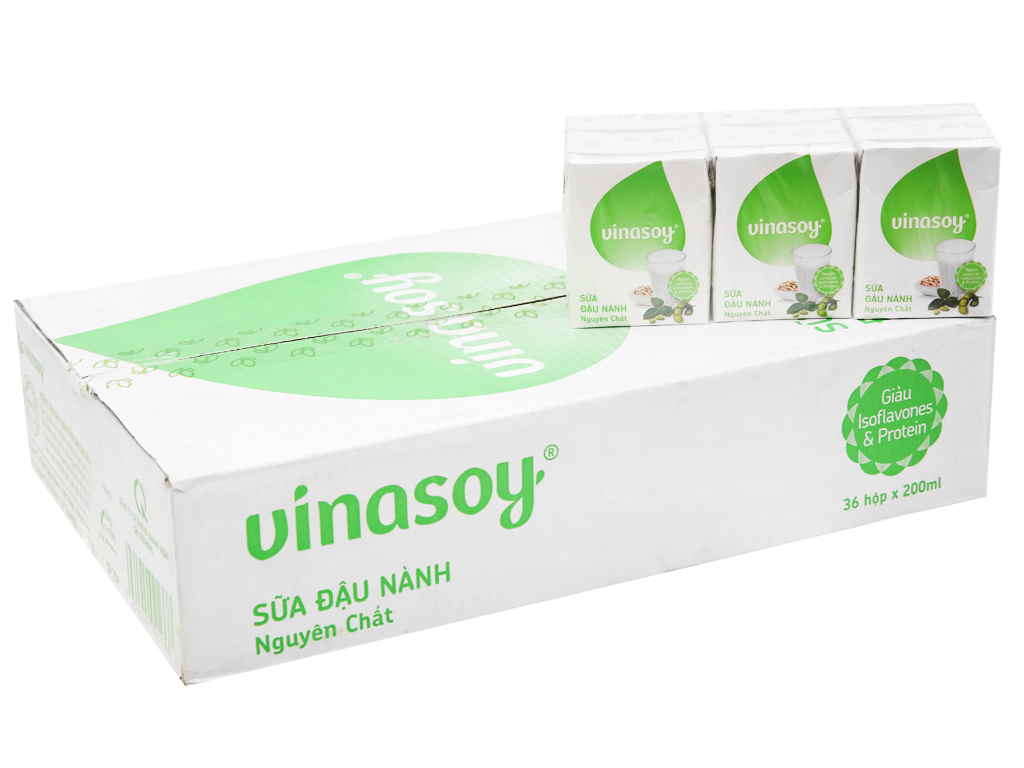 vinasoy®
SỮA
ĐẬU NÀNH
Nguyên Chất
vinasoy®
SỮA
ĐẬU NÀNH
Nguyên Chất
vinasoy®
SỮA
ĐẬU NÀNH
Nguyên Chất
vinasoy®
Giàu
Isoflavones
& Protein
36 hộp x 200ml
vinasoy®
SỮA ĐẬU NÀNH
Nguyên Chất